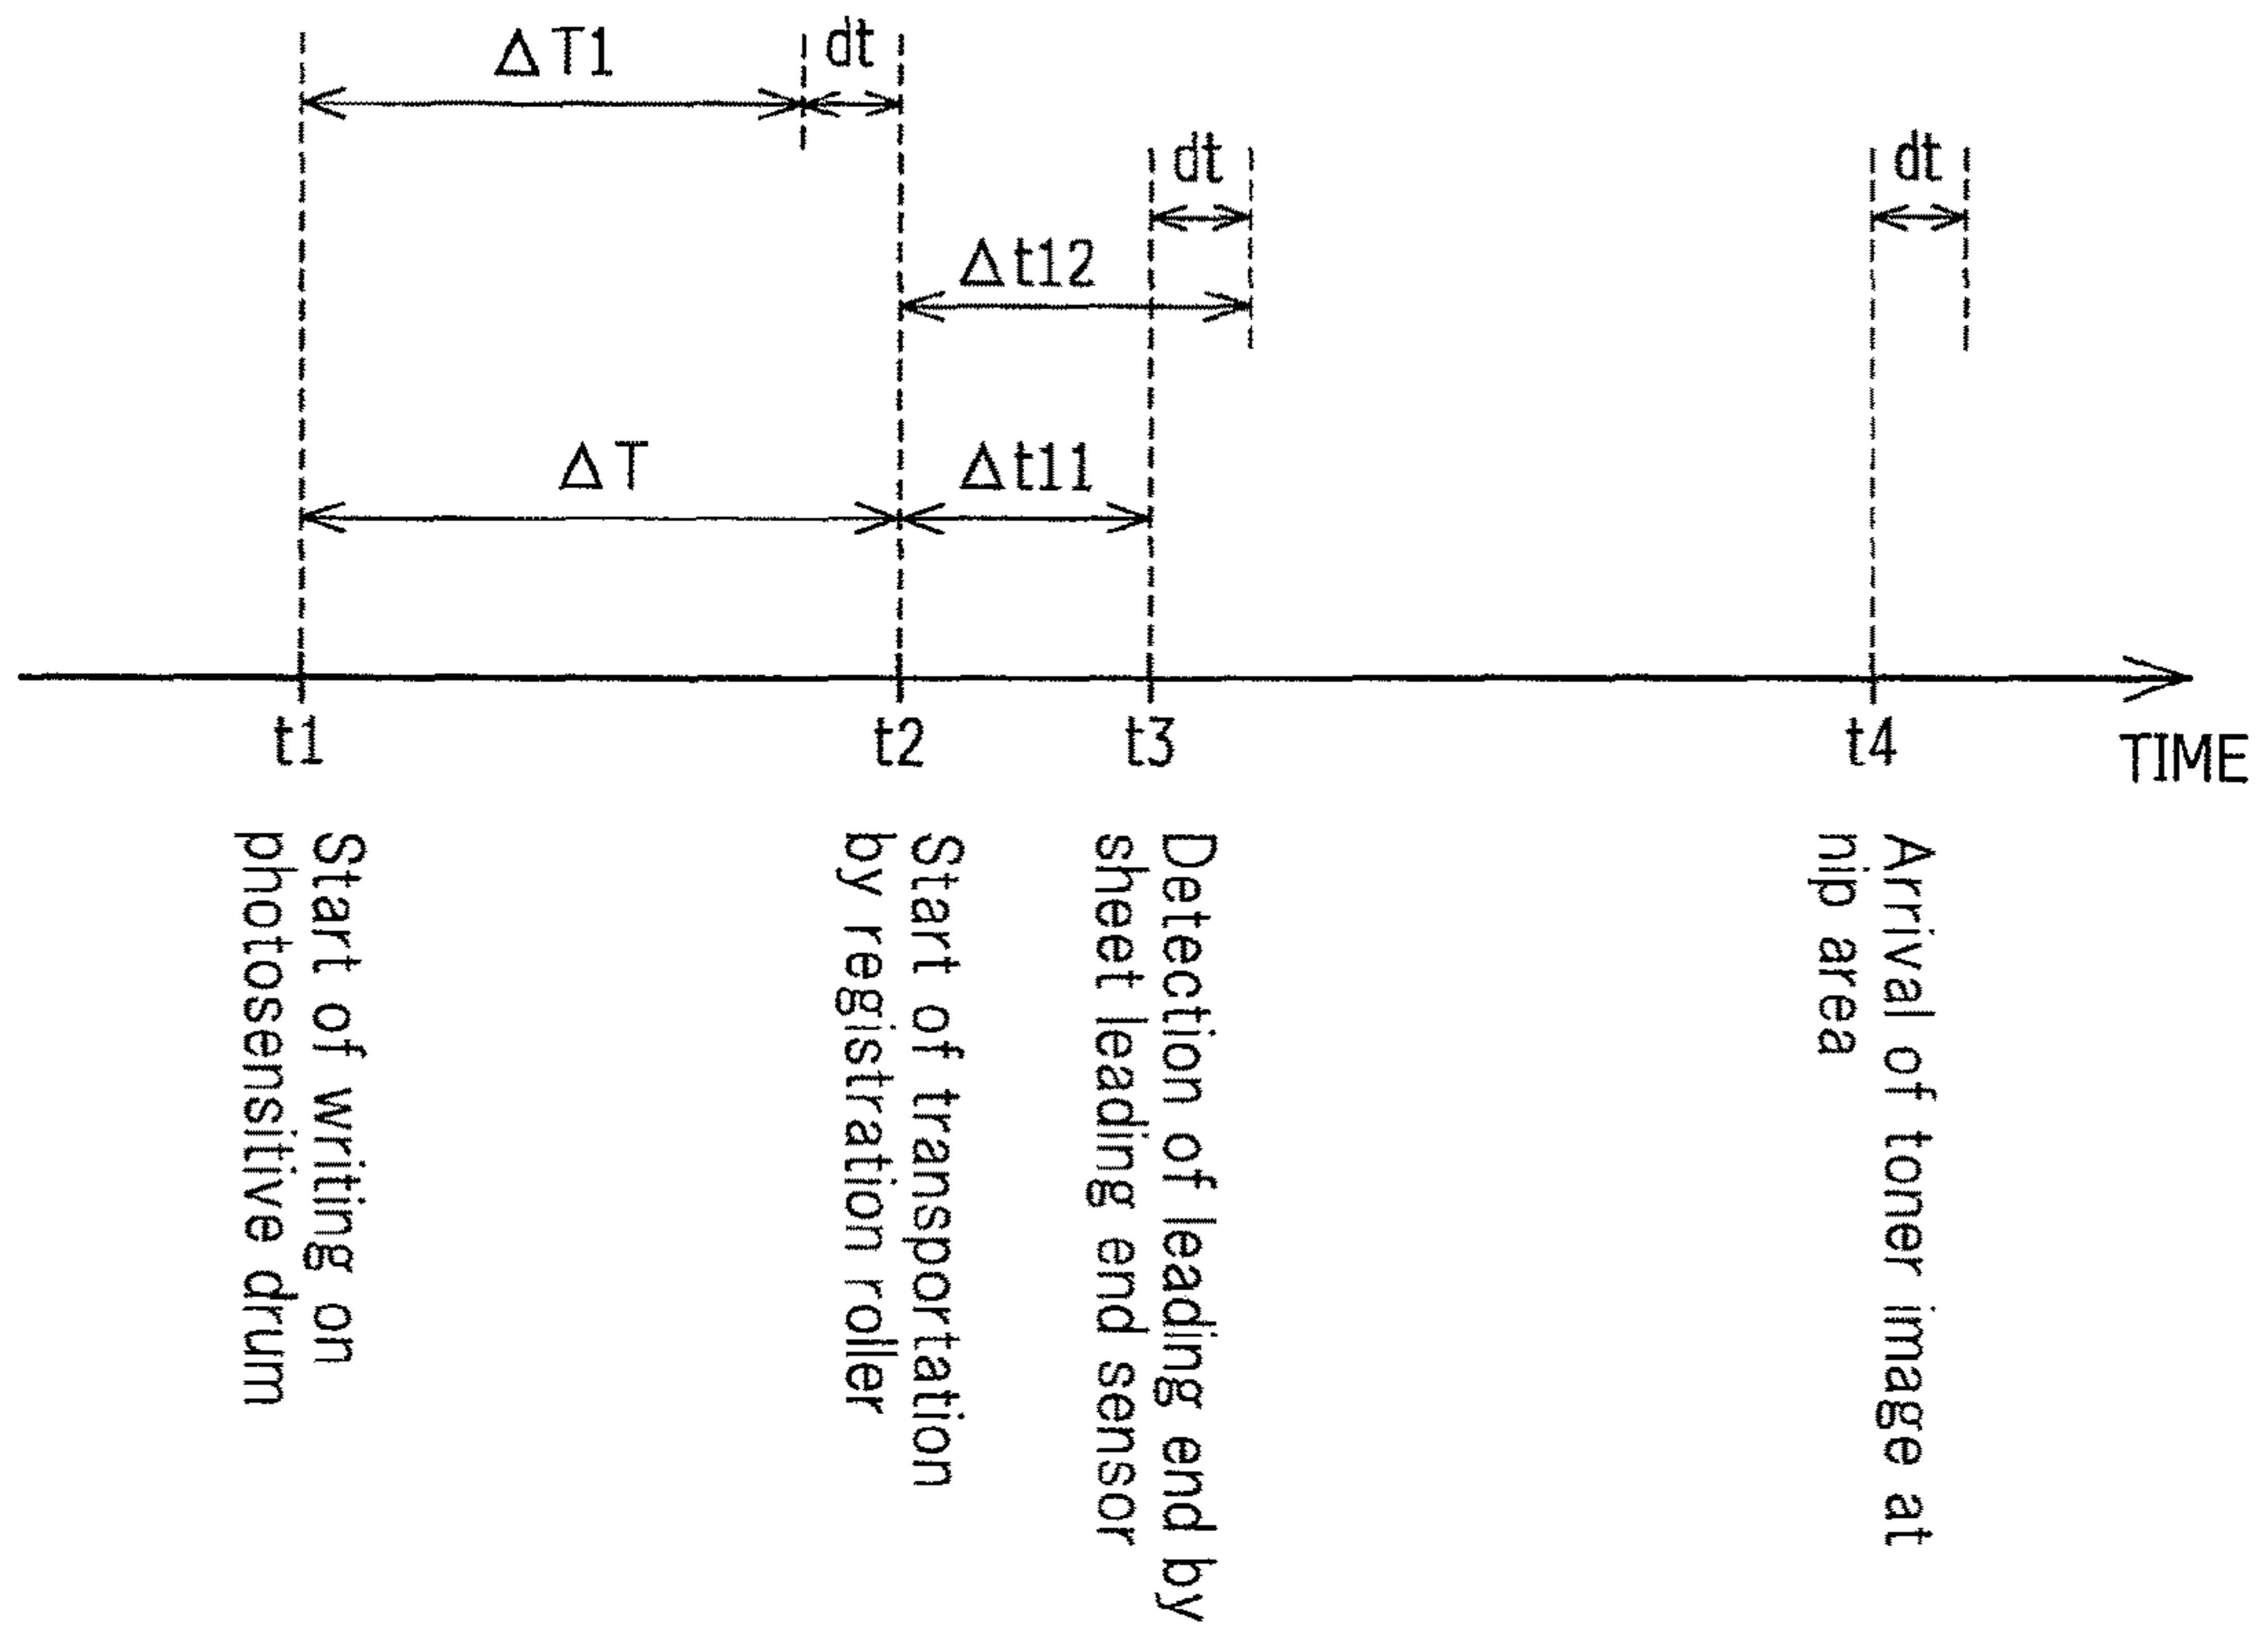 ΔT1
dt
dt
dt
Δt12
ΔT
Δt11
t1
t2
t3
t4
TIME
Start of writing on
photosensitive drum
Start of transportation
by registration roller
Detection of leading end by
sheet leading end sensor
Arrival of toner image at
nip area